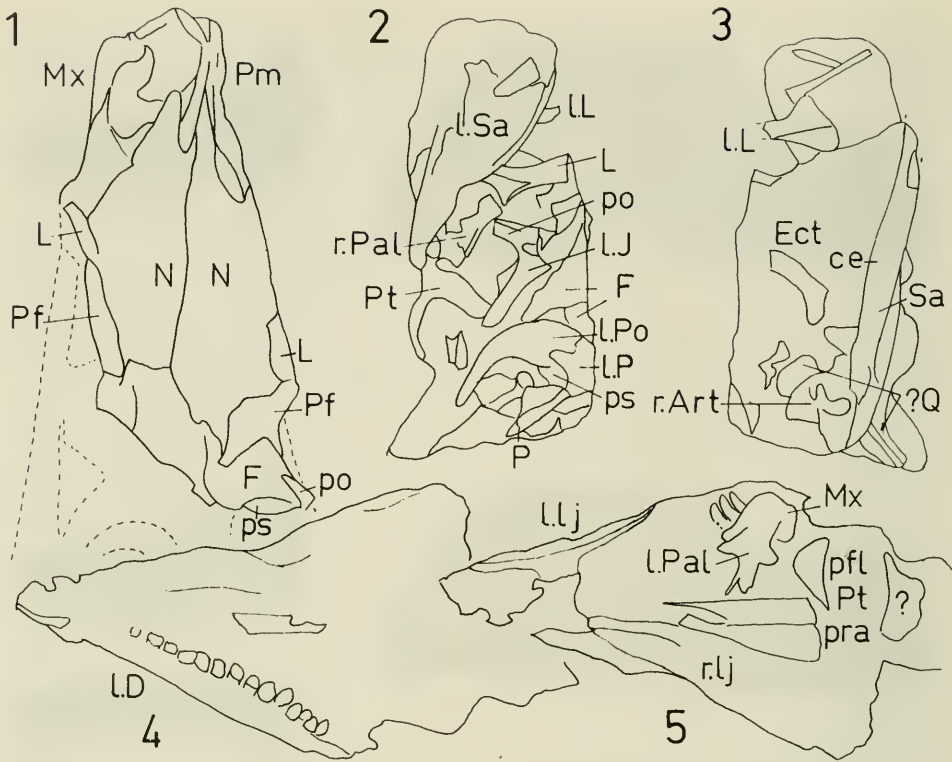 1
Mx
Pm
L
N
N
Pf
L
Pf
F
po
ps
2
l.Sa
l.L
L
po
r.Pal
l.J
Pt
F
l.Po
l.P
ps
P
3
l.L
Ect
ce
Sa
r.Art
?Q
l.D
4
l.lj
Mx
l.Pal
pfl
Pt
?
pra
r.lj
5